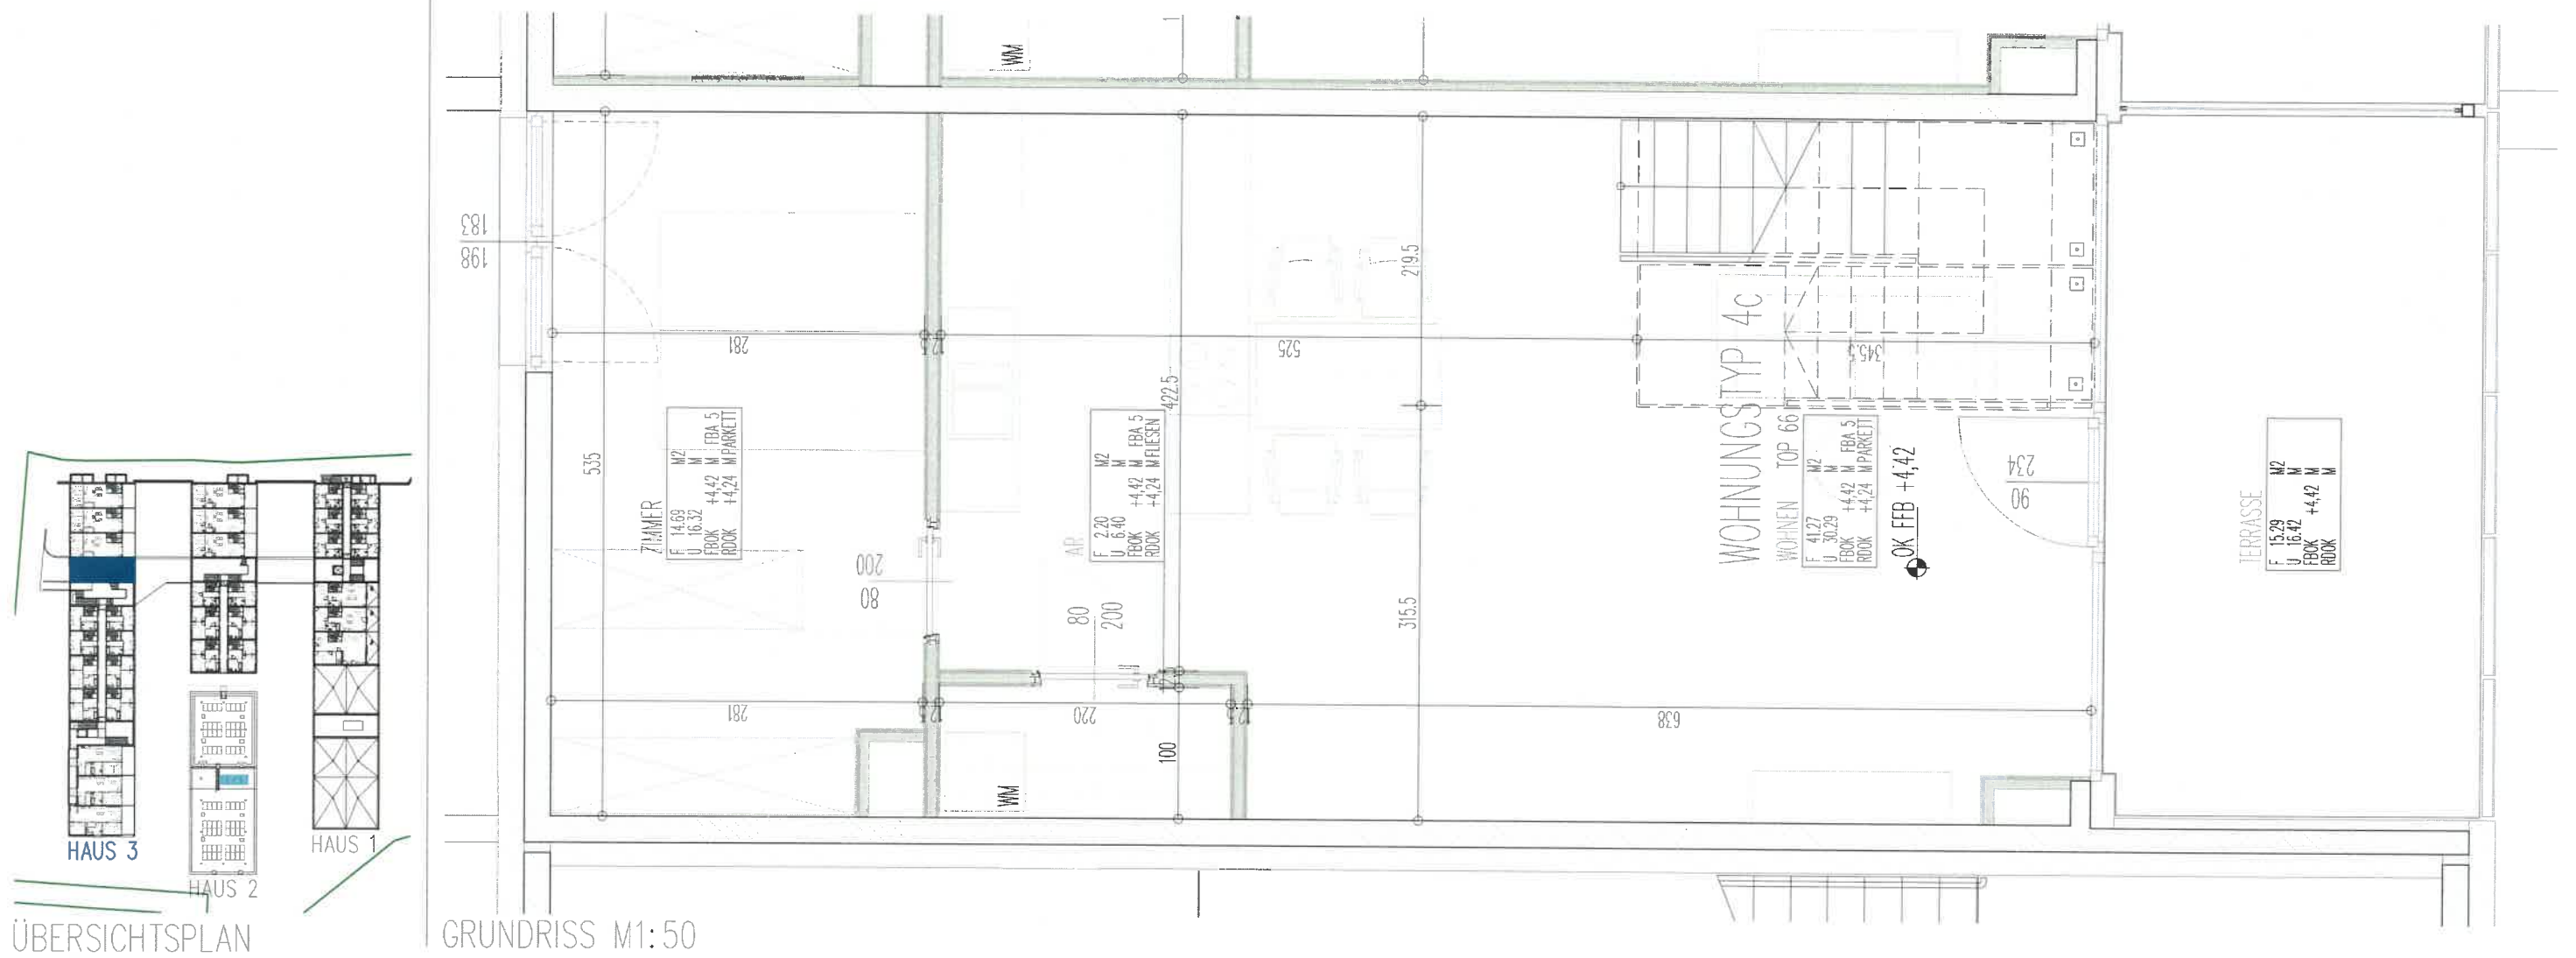 HAUS 3
HAUS 2
HAUS 1
ÜBERSICHTSPLAN
GRUNDRISS M1:50
183
198
281
12
525
345.5
535
422.5
219.5
315.5
ZIMMER
F 14.69 M2
U 16.32 M
FBOK +4,42 M FBA 5
RDOK +4,24 M PARKETT
80
200
AR
F 2.20 M2
U 6.40 M
FBOK +4,42 M FBA 5
RDOK +4,24 M FLIESEN
80
200
WOHNUNGSTYP 4c
WOHNEN TOP 66
F 41.27 M2
U 30.29 M
FBOK +4,42 M FBA 5
RDOK +4,24 M PARKETT
OK FFB +4,42
90
234
TERRASSE
F 15.29 M2
U 16.42 M
FBOK +4,42 M
RDOK M
281
12
220
12
638
100
WM
WM